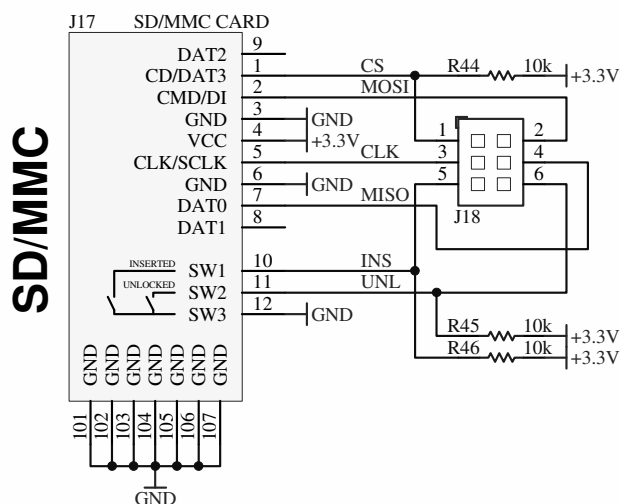 J17 SD/MMC CARD
SD/MMC
DAT2 9
CD/DAT3 1 CS R44 10k +3.3V
CMD/DI 2 MOSI
GND 3 GND
VCC 4 +3.3V
CLK/SCLK 5 CLK
GND 6 GND
DAT0 7 MISO
DAT1 8
1 2
3 4
5 6
J18
INSERTED SW1 10 INS
UNLOCKED SW2 11 UNL
SW3 12 GND
R45 10k +3.3V
R46 10k +3.3V
GND GND GND GND GND GND GND
101 102 103 104 105 106 107
GND